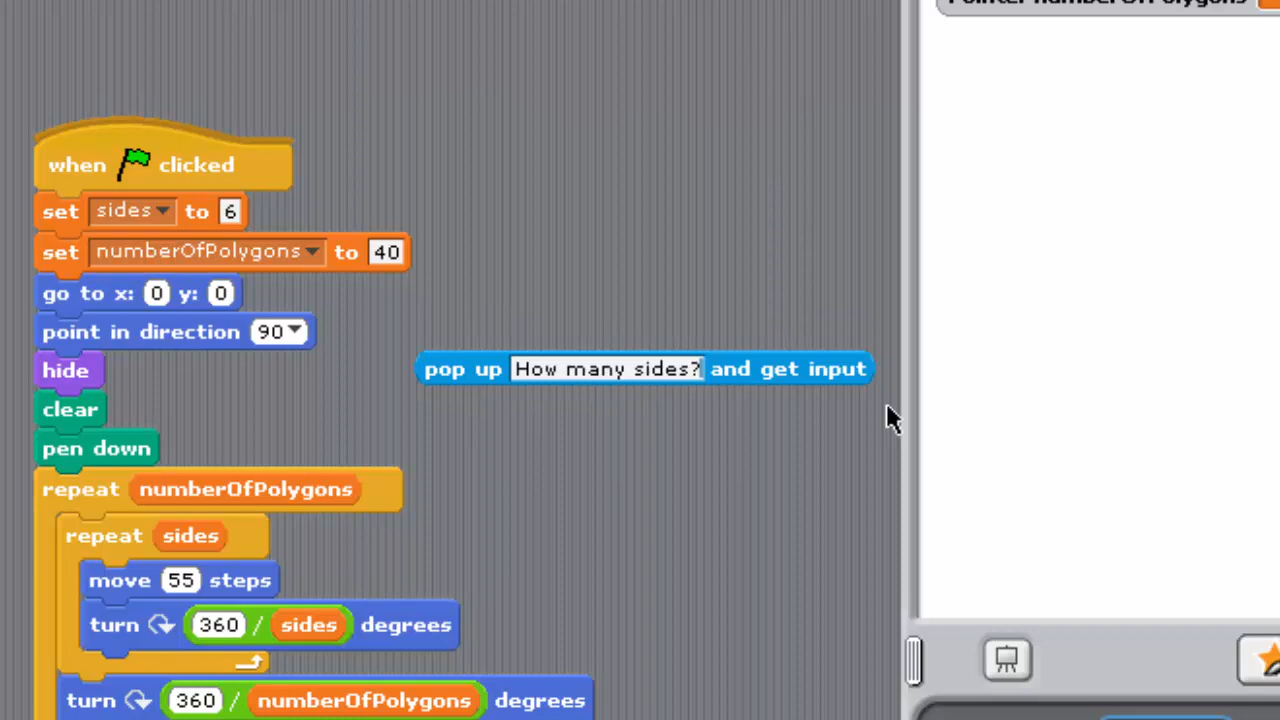 Pointer numberOfPolygons
when clicked
set sides to 6
set numberOfPolygons to 40
go to x: 0 y: 0
point in direction 90
pop up How many sides? and get input
hide
clear
pen down
repeat numberOfPolygons
repeat sides
move 55 steps
turn 360 / sides degrees
turn 360 / numberOfPolygons degrees